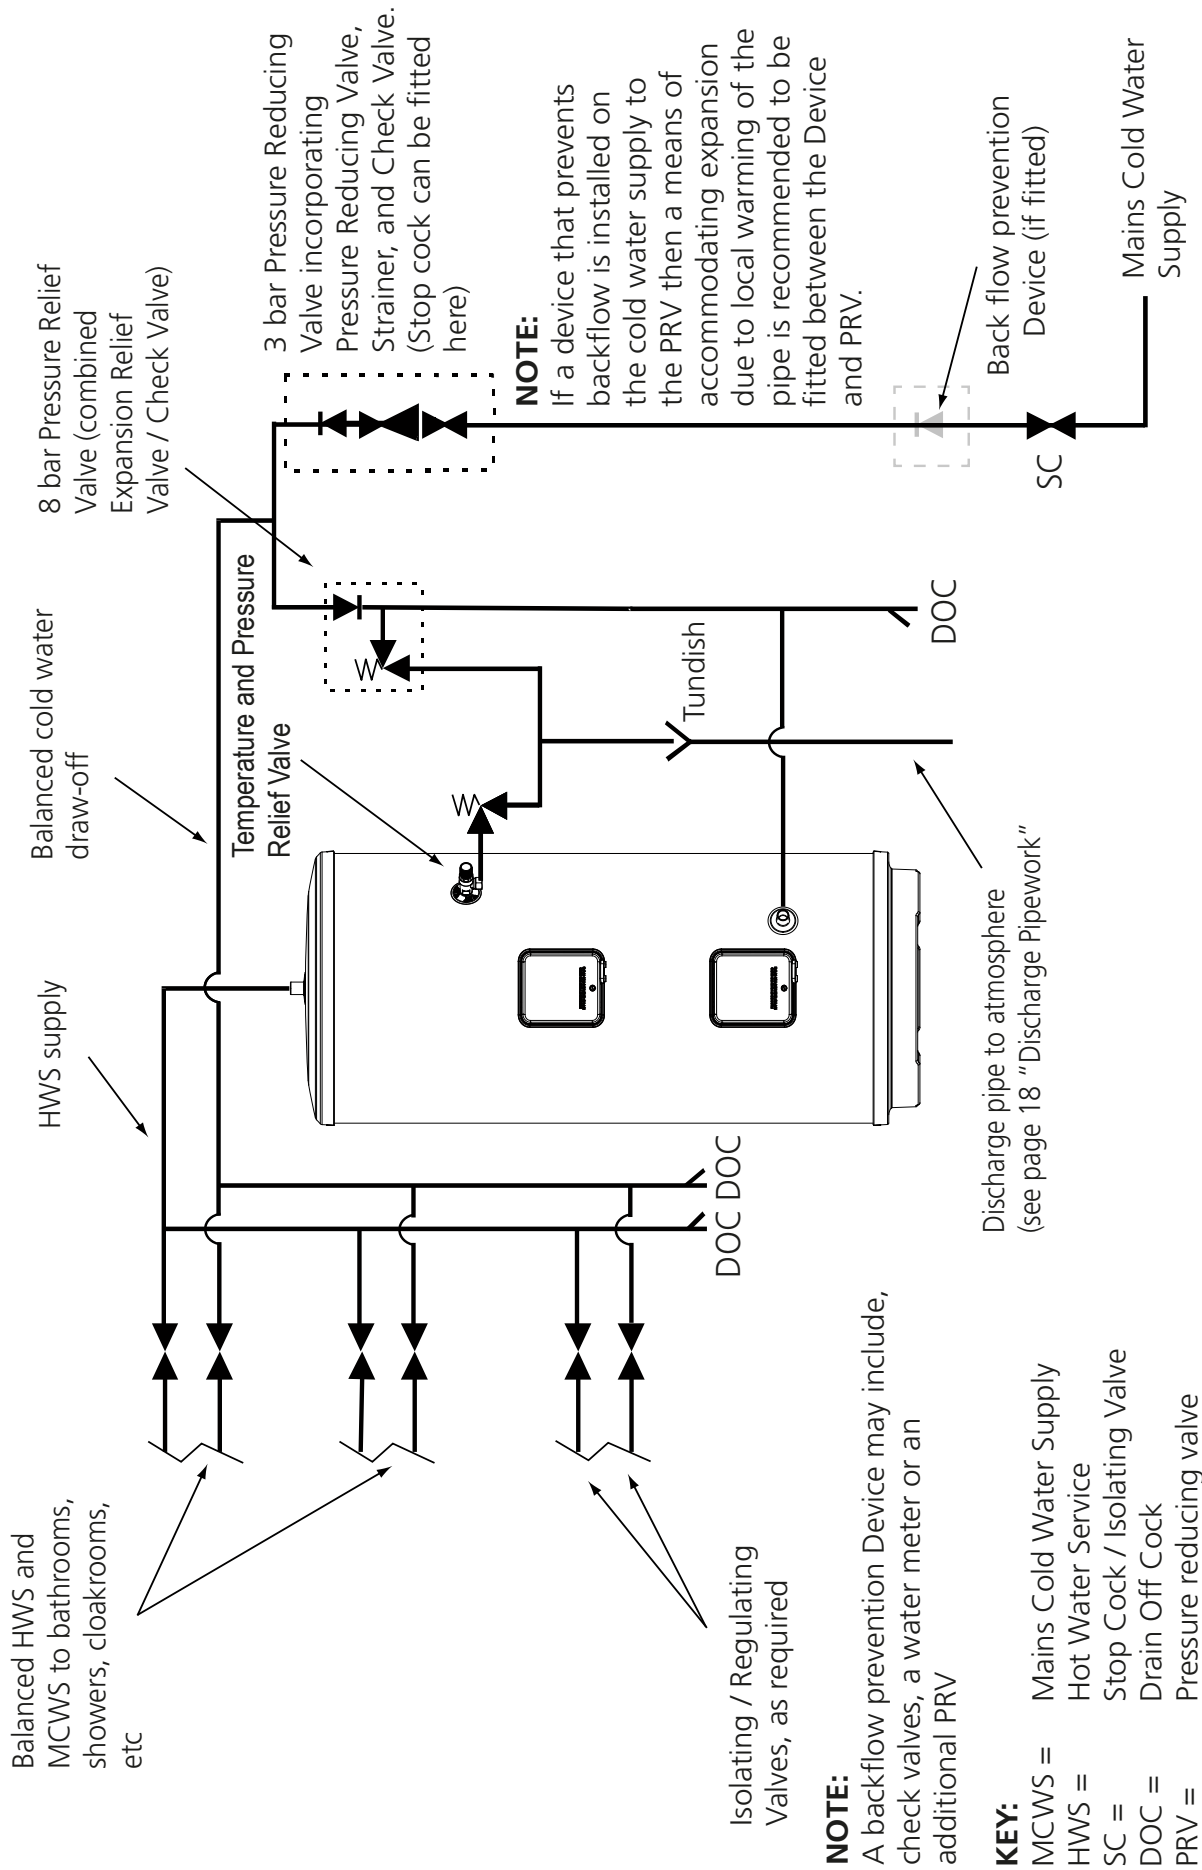 Balanced HWS and
MCWS to bathrooms,
showers, cloakrooms,
etc
HWS supply
Balanced cold water
draw-off
8 bar Pressure Relief
Valve (combined
Expansion Relief
Valve / Check Valve)
Temperature and Pressure
Relief Valve
3 bar Pressure Reducing
Valve incorporating
Pressure Reducing Valve,
Strainer, and Check Valve.
(Stop cock can be fitted
here)
NOTE:
If a device that prevents
backflow is installed on
the cold water supply to
the PRV then a means of
accommodating expansion
due to local warming of the
pipe is recommended to be
fitted between the Device
and PRV.
Tundish
DOC
DOC
DOC
SC
Back flow prevention
Device (if fitted)
Mains Cold Water
Supply
Discharge pipe to atmosphere
(see page 18 "Discharge Pipework"
Isolating / Regulating
Valves, as required
NOTE:
A backflow prevention Device may include,
check valves, a water meter or an
additional PRV
KEY:
MCWS = Mains Cold Water Supply
HWS = Hot Water Service
SC = Stop Cock / Isolating Valve
DOC = Drain Off Cock
PRV = Pressure reducing valve